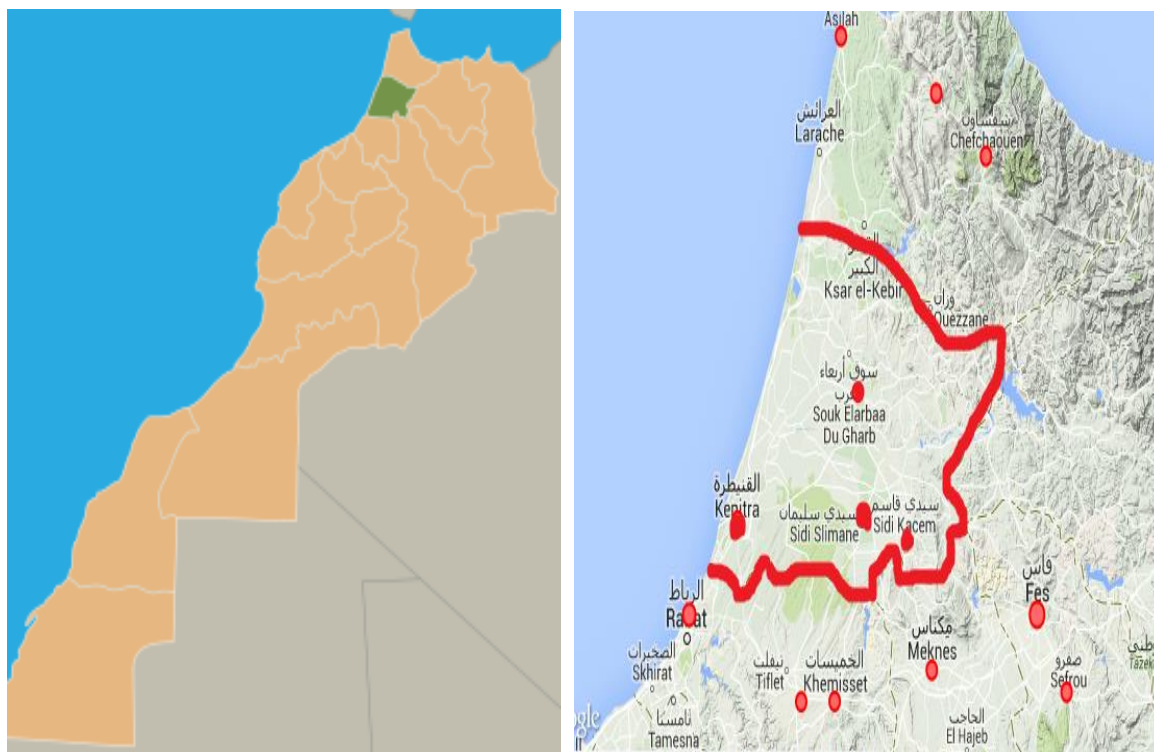 Asilah
العرائش
Larache
شفشاون
Chefchaouen
الكبير
Ksar el-Kebir
وزان
Ouezzane
سوق أربعاء
Souk Elarbaa
Du Gharb
القنيطرة
Kenitra
سيدي سليمان
Sidi Slimane
سيدي قاسم
Sidi Kacem
الرباط
Rabat
فاس
Fes
الصخيرات
Skhirat
تيفلت
Tiflet
الخميسات
Khemisset
مكناس
Meknes
صفرو
Sefrou
تامسنا
Tamesna
الحاجب
El Hajeb